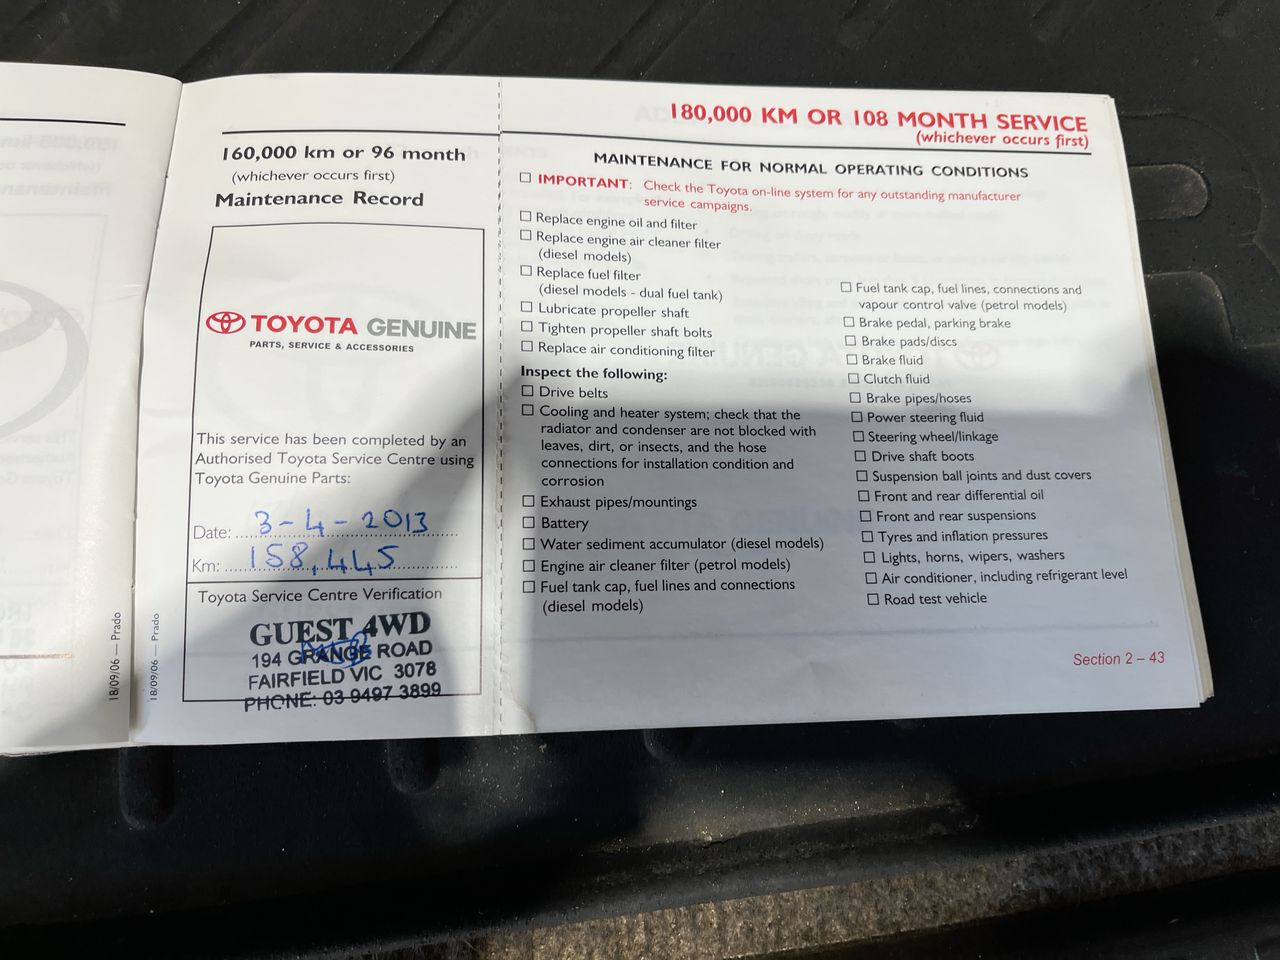 160,000 km or 96 month
(whichever occurs first)
Maintenance Record
TOYOTA GENUINE
PARTS, SERVICE & ACCESSORIES
This service has been completed by an
Authorised Toyota Service Centre using
Toyota Genuine Parts:
Date: 3-4-2013
Km: 158,445
Toyota Service Centre Verification
GUEST 4WD
194 GRANGE ROAD
FAIRFIELD VIC 3078
PHONE: 03 9497 3899
18/09/06 — Prado
18/09/06 — Prado
180,000 KM OR 108 MONTH SERVICE
(whichever occurs first)
MAINTENANCE FOR NORMAL OPERATING CONDITIONS
IMPORTANT: Check the Toyota on-line system for any outstanding manufacturer
service campaigns.
Replace engine oil and filter
Replace engine air cleaner filter
(diesel models)
Replace fuel filter
(diesel models - dual fuel tank)
Lubricate propeller shaft
Tighten propeller shaft bolts
Replace air conditioning filter
Inspect the following:
Drive belts
Cooling and heater system; check that the
radiator and condenser are not blocked with
leaves, dirt, or insects, and the hose
connections for installation condition and
corrosion
Exhaust pipes/mountings
Battery
Water sediment accumulator (diesel models)
Engine air cleaner filter (petrol models)
Fuel tank cap, fuel lines and connections
(diesel models)
Fuel tank cap, fuel lines, connections and
vapour control valve (petrol models)
Brake pedal, parking brake
Brake pads/discs
Brake fluid
Clutch fluid
Brake pipes/hoses
Power steering fluid
Steering wheel/linkage
Drive shaft boots
Suspension ball joints and dust covers
Front and rear differential oil
Front and rear suspensions
Tyres and inflation pressures
Lights, horns, wipers, washers
Air conditioner, including refrigerant level
Road test vehicle
Section 2 – 43